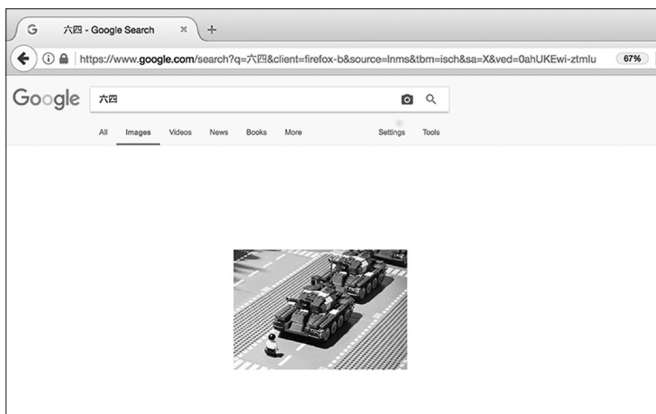 G 六四 - Google Search × +
https://www.google.com/search?q=六四&client=firefox-b&source=lnms&tbm=isch&sa=X&ved=0ahUKEwi-ztmlu 67%
Google 六四
All Images Videos News Books More Settings Tools